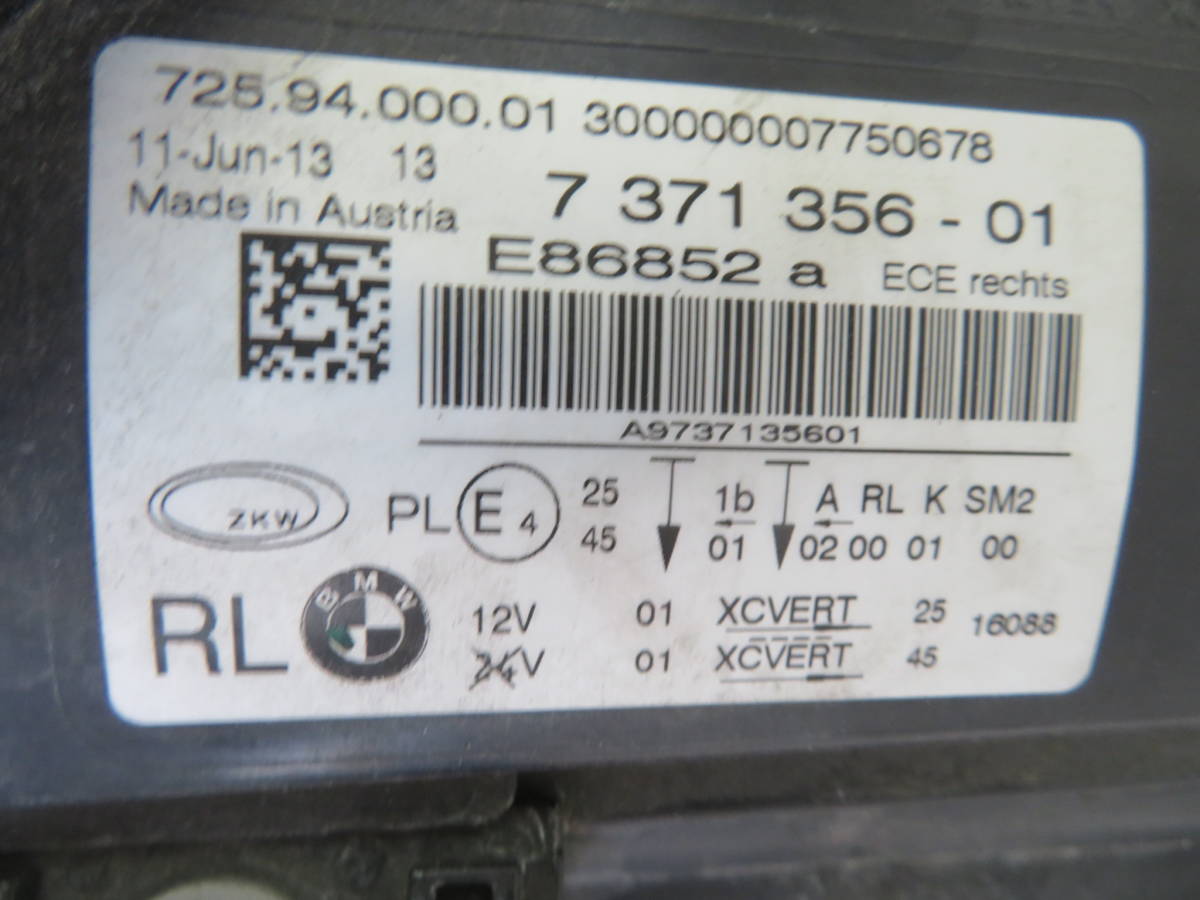 725.94.000.01 300000007750678
11-Jun-13 13
7 371 356 - 01
Made in Austria
E86852 a ECE rechts
A9737135601
ZKW PL E4 25 1b A RL K SM2
45 01 02 00 01 00
RL BMW 12V 01 XCVERT 25 16088
24V 01 XCVERT 45